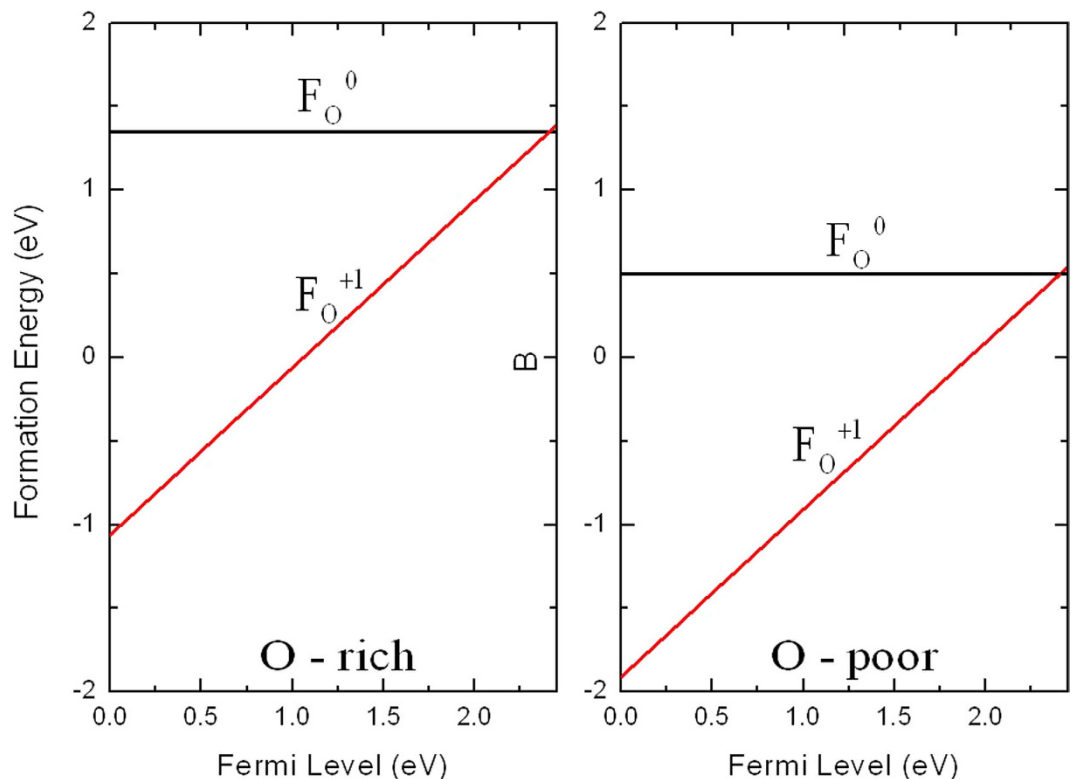 Formation Energy (eV)
2
1
0
-1
-2
F_O^0
F_O^+1
B
O - rich
0.0 0.5 1.0 1.5 2.0
Fermi Level (eV)
2
1
0
-1
-2
F_O^0
F_O^+1
O - poor
0.0 0.5 1.0 1.5 2.0
Fermi Level (eV)